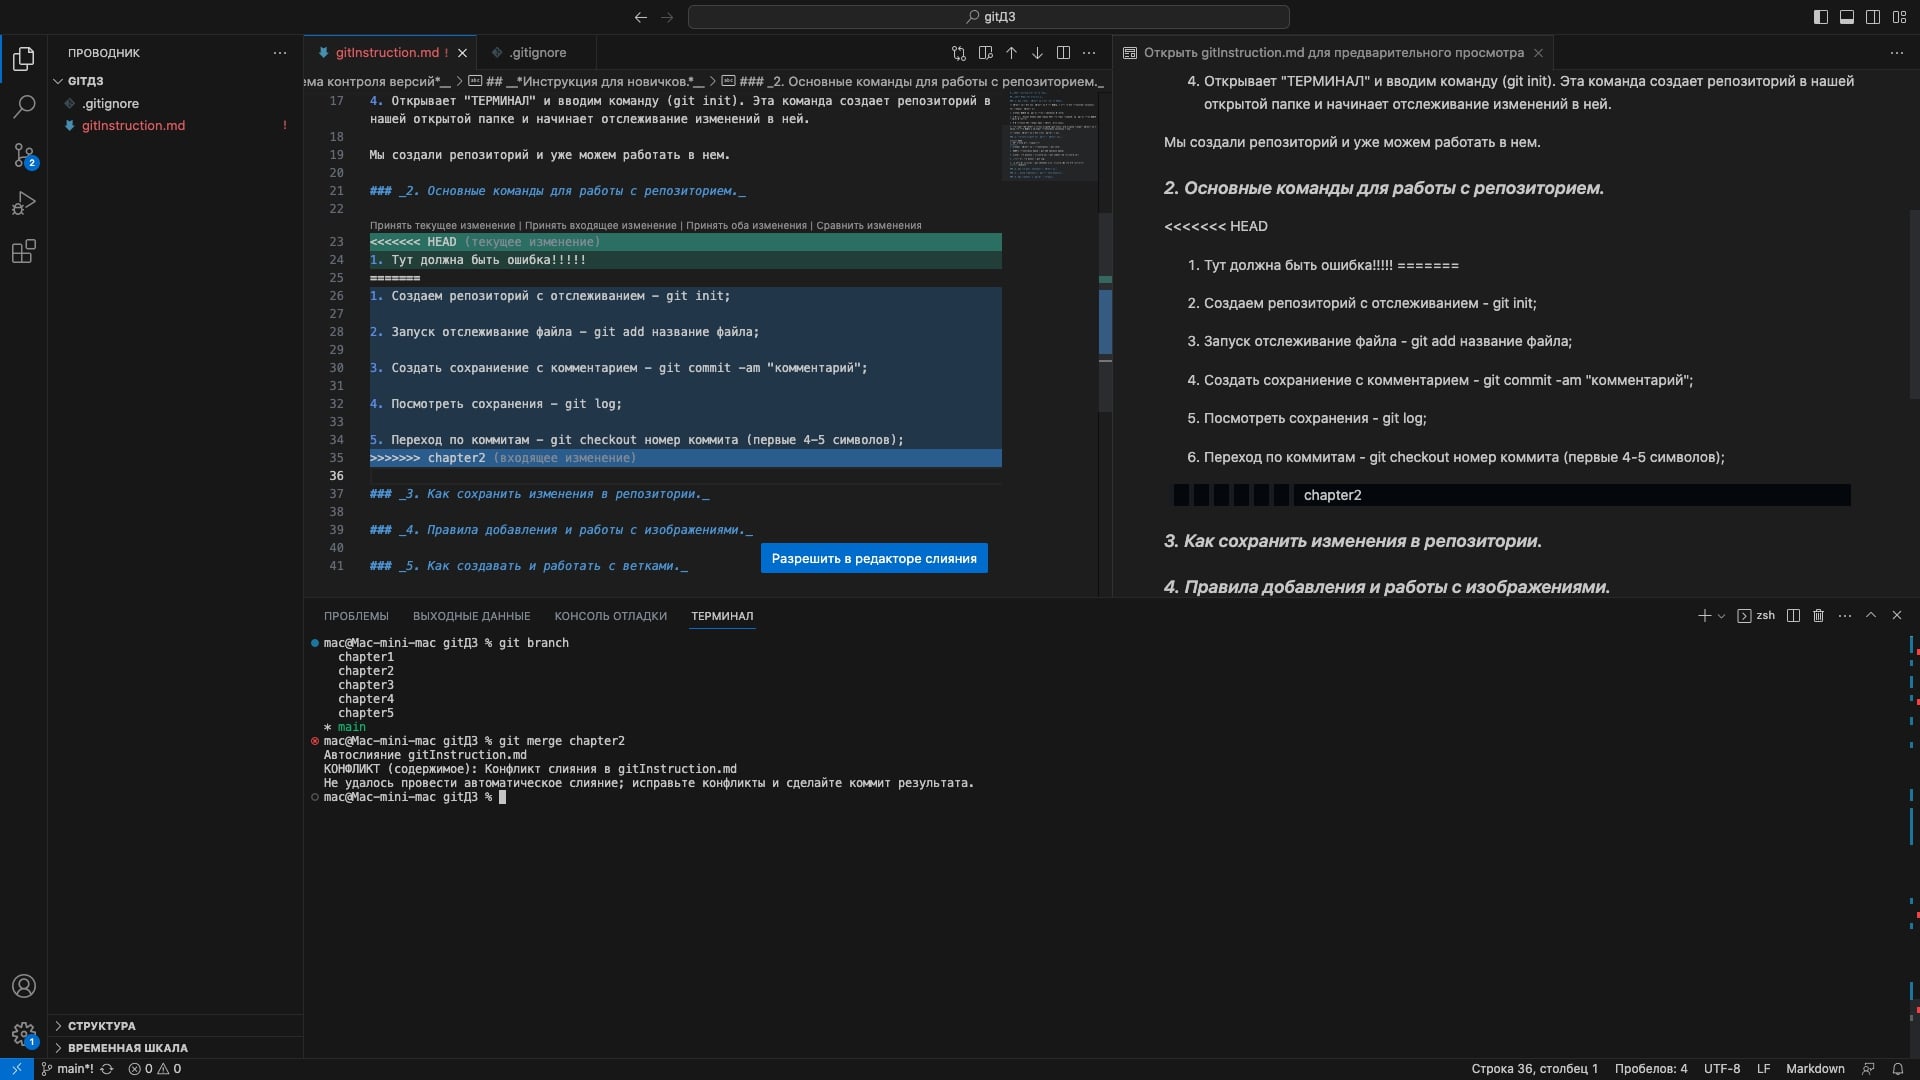 gitДЗ
ПРОВОДНИК
GITДЗ
.gitignore
gitInstruction.md !
2
1
СТРУКТУРА
ВРЕМЕННАЯ ШКАЛА
gitInstruction.md !
.gitignore
ема контроля версий*__ > ## __*Инструкция для новичков.*__ > ### _2. Основные команды для работы с репозиторием._
17 4. Открывает "ТЕРМИНАЛ" и вводим команду (git init). Эта команда создает репозиторий в
нашей открытой папке и начинает отслеживание изменений в ней.
18
19 Мы создали репозиторий и уже можем работать в нем.
20
21 ### _2. Основные команды для работы с репозиторием._
22
Принять текущее изменение | Принять входящее изменение | Принять оба изменения | Сравнить изменения
23 <<<<<<< HEAD (текущее изменение)
24 1. Тут должна быть ошибка!!!!!
25 =======
26 1. Создаем репозиторий с отслеживанием - git init;
27
28 2. Запуск отслеживание файла - git add название файла;
29
30 3. Создать сохраниение с комментарием - git commit -am "комментарий";
31
32 4. Посмотреть сохранения - git log;
33
34 5. Переход по коммитам - git checkout номер коммита (первые 4-5 символов);
35 >>>>>>> chapter2 (входящее изменение)
36
37 ### _3. Как сохранить изменения в репозитории._
38
39 ### _4. Правила добавления и работы с изображениями._
40
41 ### _5. Как создавать и работать с ветками._
Разрешить в редакторе слияния
Открыть gitInstruction.md для предварительного просмотра
4. Открывает "ТЕРМИНАЛ" и вводим команду (git init). Эта команда создает репозиторий в нашей
открытой папке и начинает отслеживание изменений в ней.
Мы создали репозиторий и уже можем работать в нем.
2. Основные команды для работы с репозиторием.
<<<<<<< HEAD
1. Тут должна быть ошибка!!!!! =======
2. Создаем репозиторий с отслеживанием - git init;
3. Запуск отслеживание файла - git add название файла;
4. Создать сохраниение с комментарием - git commit -am "комментарий";
5. Посмотреть сохранения - git log;
6. Переход по коммитам - git checkout номер коммита (первые 4-5 символов);
chapter2
3. Как сохранить изменения в репозитории.
4. Правила добавления и работы с изображениями.
ПРОБЛЕМЫ ВЫХОДНЫЕ ДАННЫЕ КОНСОЛЬ ОТЛАДКИ ТЕРМИНАЛ
zsh
mac@Mac-mini-mac gitДЗ % git branch
chapter1
chapter2
chapter3
chapter4
chapter5
* main
mac@Mac-mini-mac gitДЗ % git merge chapter2
Автослияние gitInstruction.md
КОНФЛИКТ (содержимое): Конфликт слияния в gitInstruction.md
Не удалось провести автоматическое слияние; исправьте конфликты и сделайте коммит результата.
mac@Mac-mini-mac gitДЗ %
main*! 0 0
Строка 36, столбец 1 Пробелов: 4 UTF-8 LF Markdown